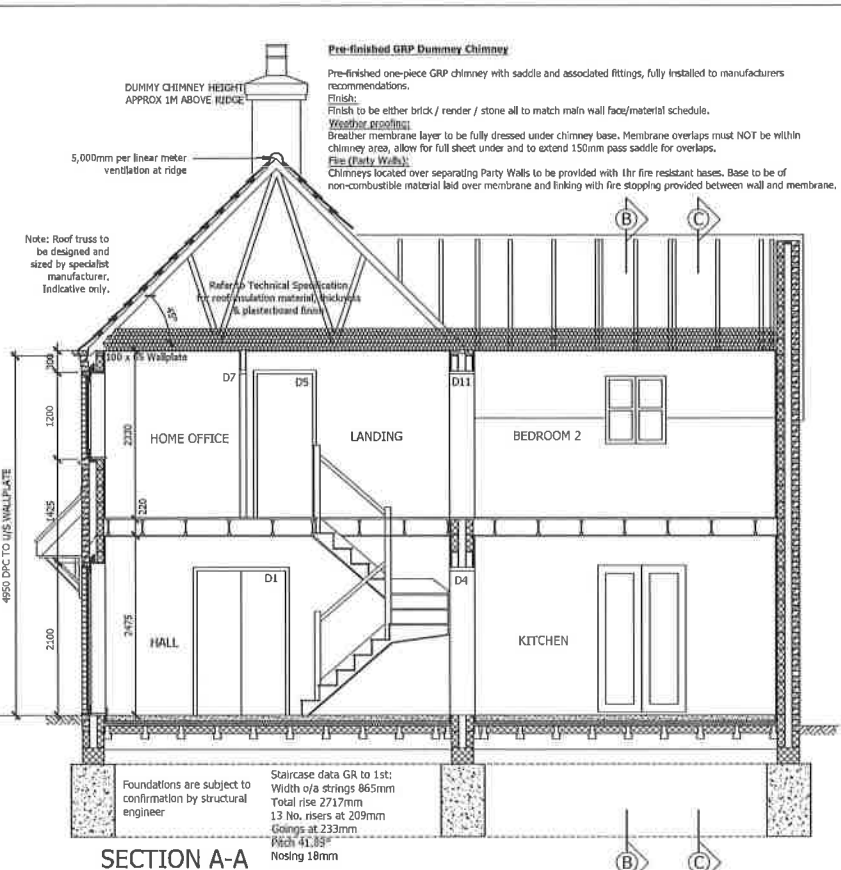 Pre-finished GRP Dummey Chimney
Pre-finished one-piece GRP chimney with saddle and associated fittings, fully installed to manufacturers
recommendations.
Finish:
Finish to be either brick / render / stone all to match main wall face/material schedule.
Weather proofing:
Breather membrane layer to be fully dressed under chimney base. Membrane overlaps must NOT be within
chimney area, allow for full sheet under and to extend 150mm pass saddle for overlaps.
Fire (Party Walls):
Chimneys located over separating Party Walls to be provided with 1hr fire resistant bases. Base to be of
non-combustible material laid over membrane and linking with fire stopping provided between wall and membrane.
DUMMY CHIMNEY HEIGHT
APPROX 1M ABOVE RIDGE
5,000mm per linear meter
ventilation at ridge
B
C
Note: Roof truss to
be designed and
sized by specialist
manufacturer.
Indicative only.
Refer to Technical Specification
for roof insulation material, thickness
& plasterboard finish
45°
100 x 65 Wallplate
300
1200
1425
2100
4950 DPC TO U/S WALLPLATE
2330
220
2475
D7
D5
D11
HOME OFFICE
LANDING
BEDROOM 2
D1
D4
HALL
KITCHEN
Foundations are subject to
confirmation by structural
engineer
Staircase data GR to 1st:
Width o/a strings 865mm
Total rise 2717mm
13 No. risers at 209mm
Goings at 233mm
Pitch 41.89°
Nosing 18mm
SECTION A-A
B
C